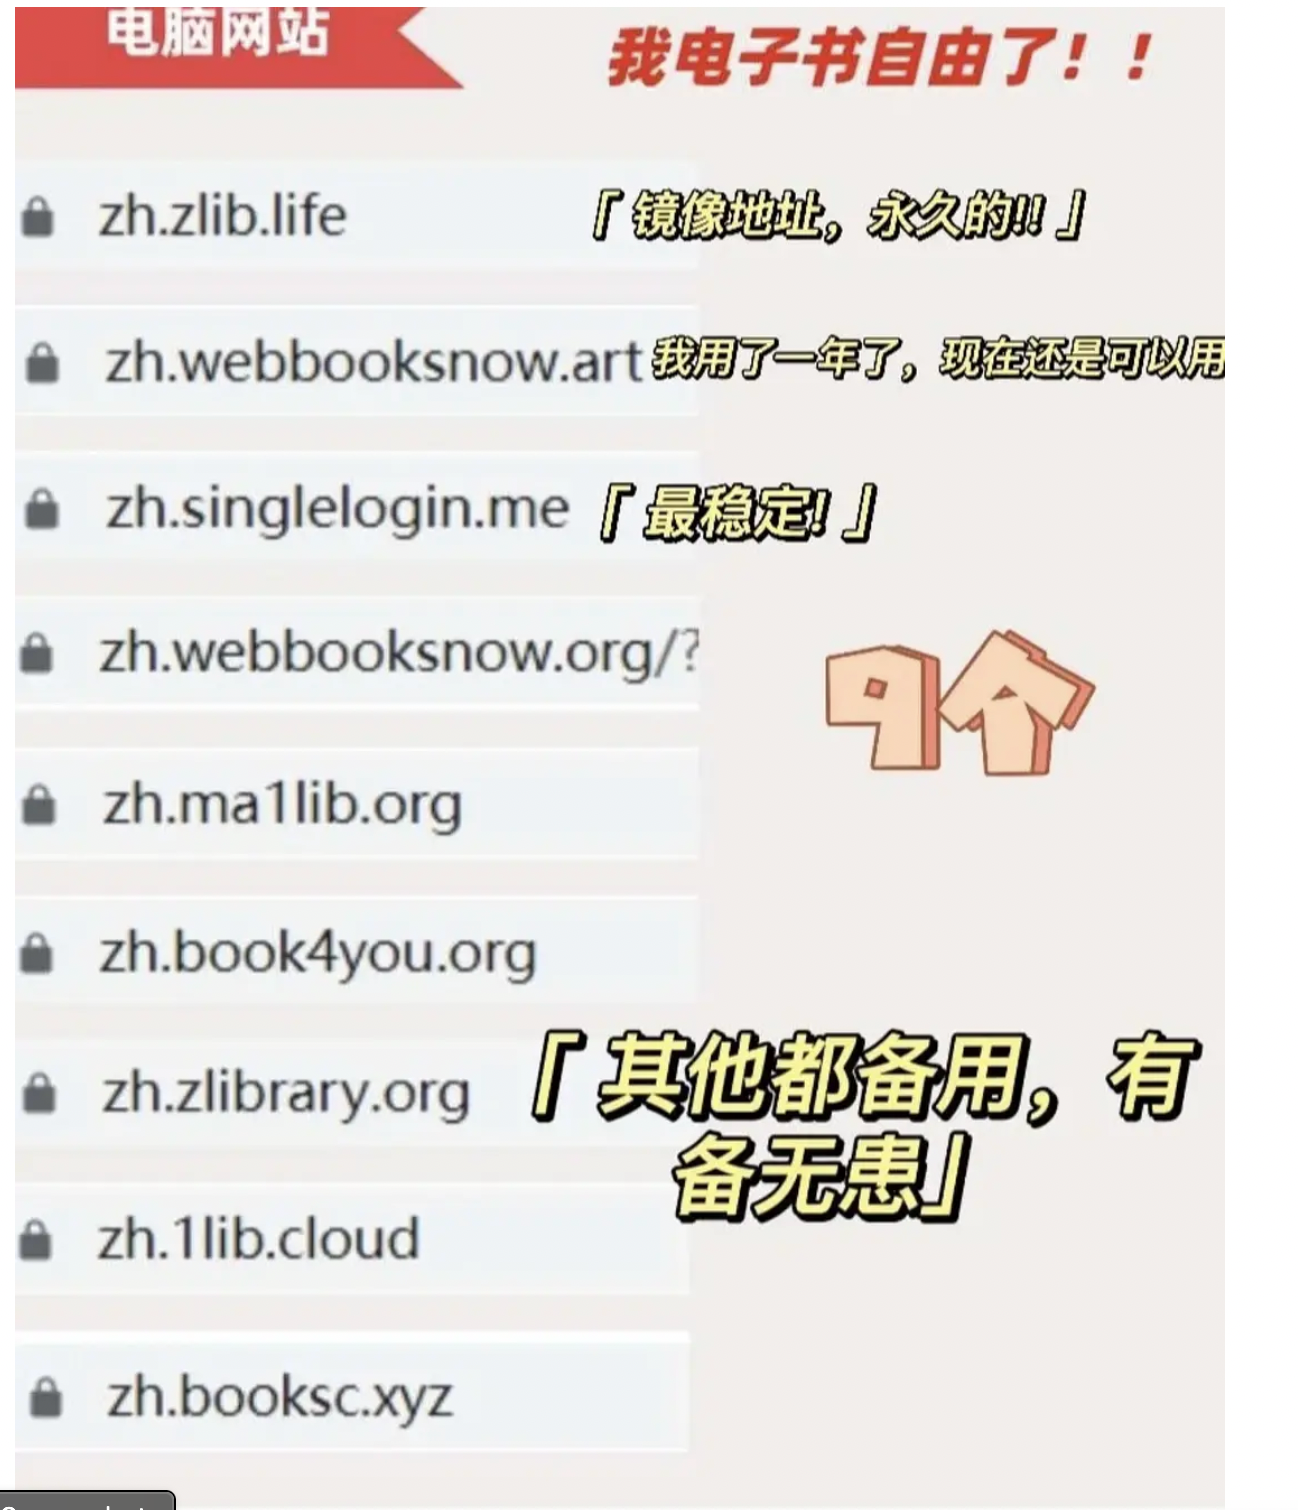 电脑网站
我电子书自由了！！
zh.zlib.life
「镜像地址，永久的!!」
zh.webbooksnow.art
我用了一年了，现在还是可以用
zh.singlelogin.me
「最稳定!」
zh.webbooksnow.org/?
9个
zh.ma1lib.org
zh.book4you.org
zh.zlibrary.org
「其他都备用，有
备无患」
zh.1lib.cloud
zh.booksc.xyz